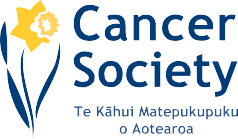 Cancer
Society
Te Kāhui Matepukupuku
o Aotearoa